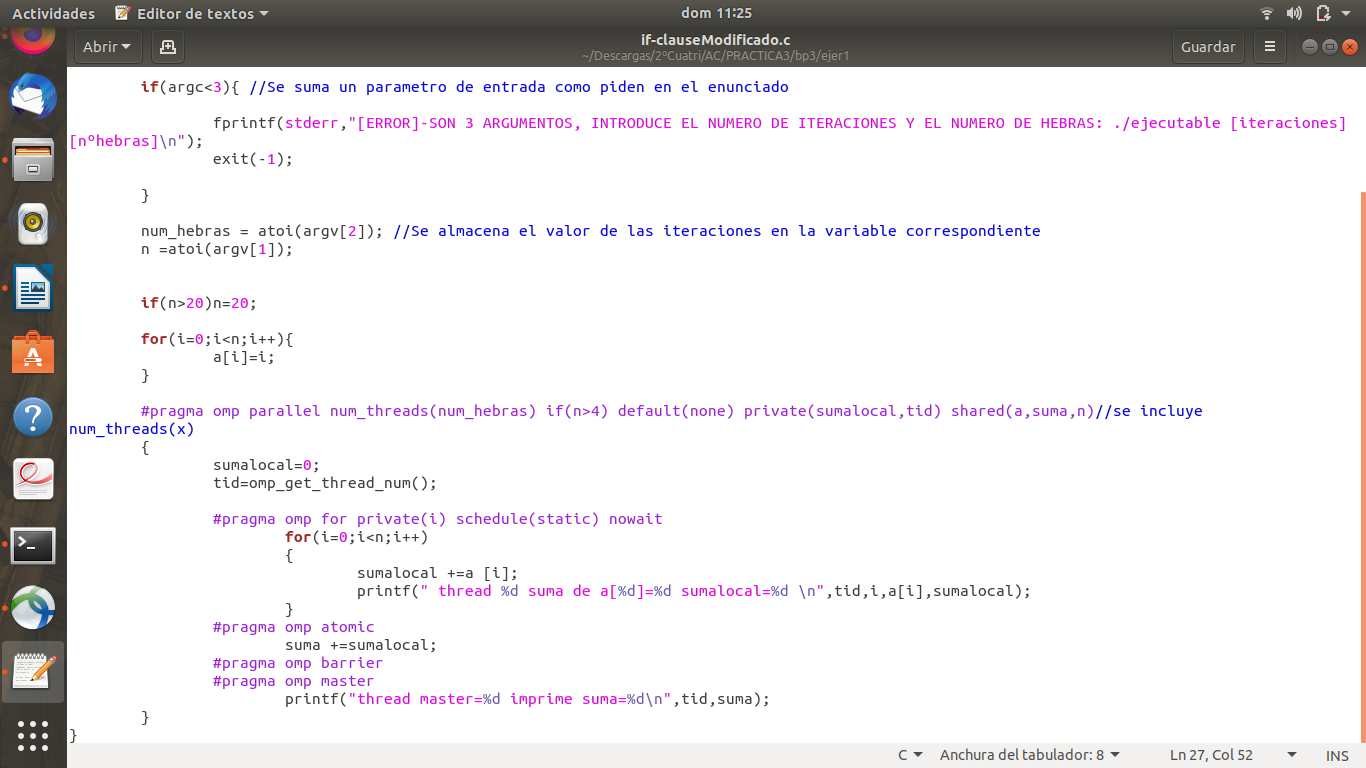 Actividades Editor de textos dom 11:25
Abrir if-clauseModificado.c Guardar
~/Descargas/2ºCuatri/AC/PRACTICA3/bp3/ejer1
if(argc<3){ //Se suma un parametro de entrada como piden en el enunciado
fprintf(stderr,"[ERROR]-SON 3 ARGUMENTOS, INTRODUCE EL NUMERO DE ITERACIONES Y EL NUMERO DE HEBRAS: ./ejecutable [iteraciones]
[nºhebras]\n");
exit(-1);
}
num_hebras = atoi(argv[2]); //Se almacena el valor de las iteraciones en la variable correspondiente
n =atoi(argv[1]);
if(n>20)n=20;
for(i=0;i<n;i++){
a[i]=i;
}
#pragma omp parallel num_threads(num_hebras) if(n>4) default(none) private(sumalocal,tid) shared(a,suma,n)//se incluye
num_threads(x)
{
sumalocal=0;
tid=omp_get_thread_num();
#pragma omp for private(i) schedule(static) nowait
for(i=0;i<n;i++)
{
sumalocal +=a [i];
printf(" thread %d suma de a[%d]=%d sumalocal=%d \n",tid,i,a[i],sumalocal);
}
#pragma omp atomic
suma +=sumalocal;
#pragma omp barrier
#pragma omp master
printf("thread master=%d imprime suma=%d\n",tid,suma);
}
}
C Anchura del tabulador: 8 Ln 27, Col 52 INS